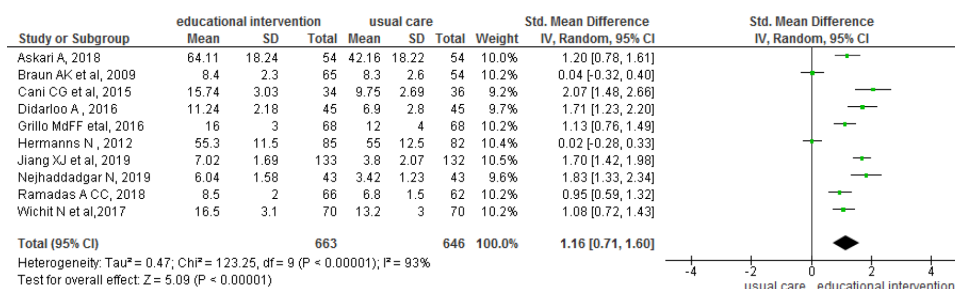 educational intervention usual care Std. Mean Difference Std. Mean Difference
Study or Subgroup Mean SD Total Mean SD Total Weight IV, Random, 95% CI IV, Random, 95% CI
Askari A, 2018 64.11 18.24 54 42.16 18.22 54 10.0% 1.20 [0.78, 1.61]
Braun AK et al, 2009 8.4 2.3 65 8.3 2.6 54 10.2% 0.04 [-0.32, 0.40]
Cani CG et al, 2015 15.74 3.03 34 9.75 2.69 36 9.1% 2.07 [1.48, 2.66]
Didarloo A, 2016 11.24 2.18 45 6.9 2.8 45 9.7% 1.71 [1.23, 2.20]
Grillo MdFF etal, 2016 16 3 68 12 4 68 10.2% 1.13 [0.76, 1.49]
Hermanns N , 2012 55.3 11.5 85 55 12.5 82 10.4% 0.02 [-0.28, 0.33]
Jiang XJ et al, 2019 7.02 1.69 133 3.8 2.07 132 10.4% 1.70 [1.42, 1.98]
Nejhaddadgar N, 2019 6.04 1.58 43 3.42 1.23 43 9.6% 1.83 [1.33, 2.34]
Ramadas A CC, 2018 8.5 2 66 6.8 1.5 62 10.2% 0.95 [0.59, 1.32]
Wichit N et al,2017 16.5 3.1 70 13.2 3 70 10.2% 1.08 [0.72, 1.43]
Total (95% CI) 663 646 100.0% 1.16 [0.71, 1.60]
Heterogeneity: Tau² = 0.47; Chi² = 123.25, df = 9 (P < 0.00001); I² = 93%
Test for overall effect: Z = 5.09 (P < 0.00001)
-4 -2 0 2 4
usual care educational intervention